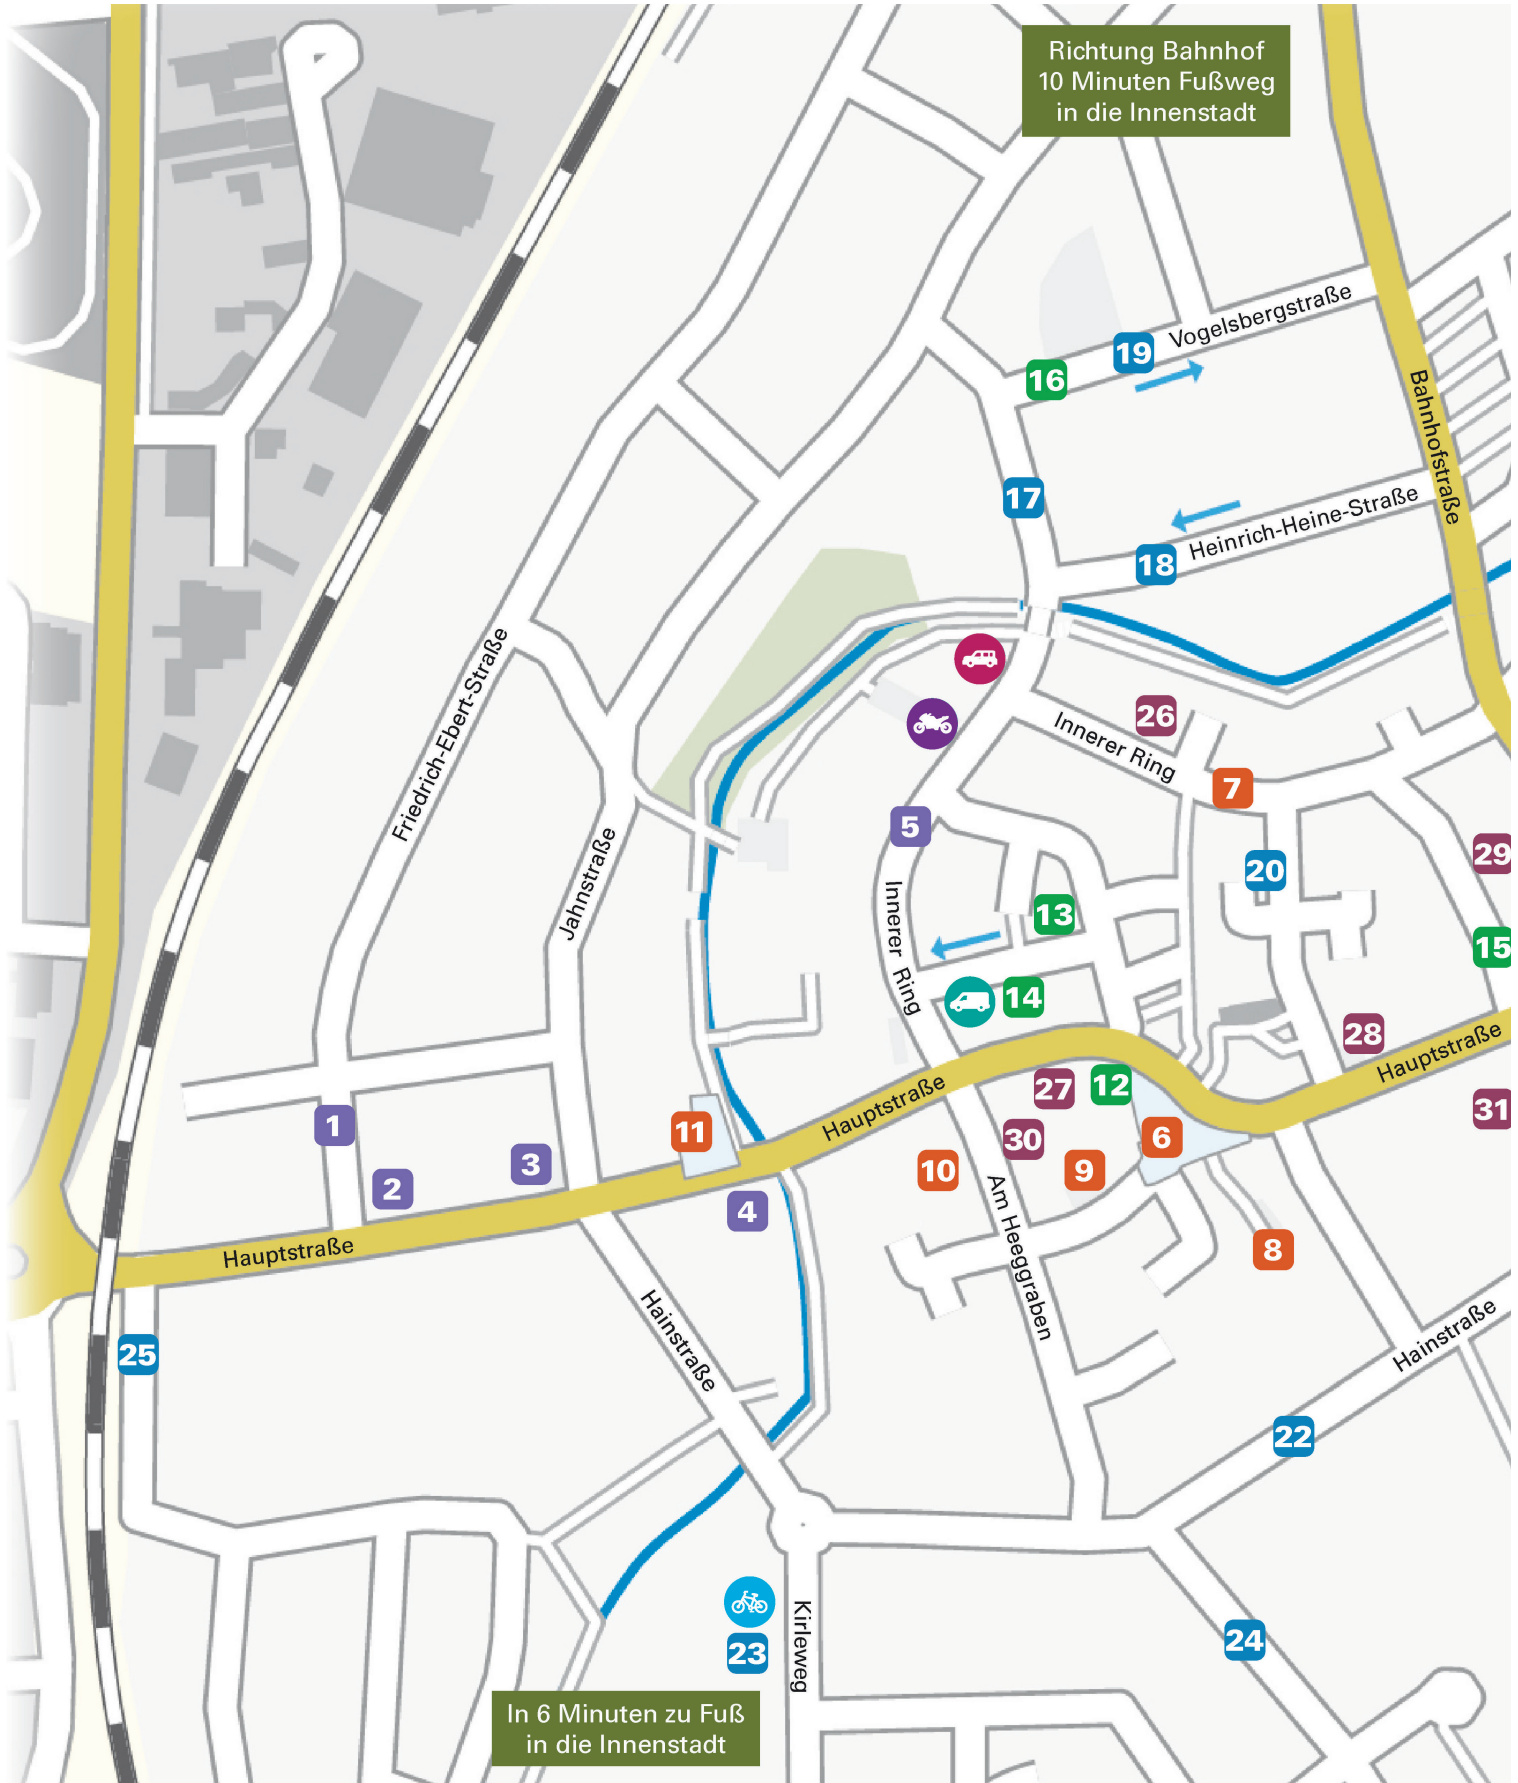 Richtung Bahnhof
10 Minuten Fußweg
in die Innenstadt
Vogelsbergstraße
19
16
Bahnhofstraße
17
Heinrich-Heine-Straße
18
Friedrich-Ebert-Straße
26
Innerer Ring
7
5
Jahnstraße
29
20
Innerer Ring
13
15
14
28
Hauptstraße
27
12
Hauptstraße
31
1
11
30
6
3
10
9
2
4
Am Heeggraben
Hauptstraße
8
Hainstraße
Hainstraße
25
22
23
Kirleweg
24
In 6 Minuten zu Fuß
in die Innenstadt